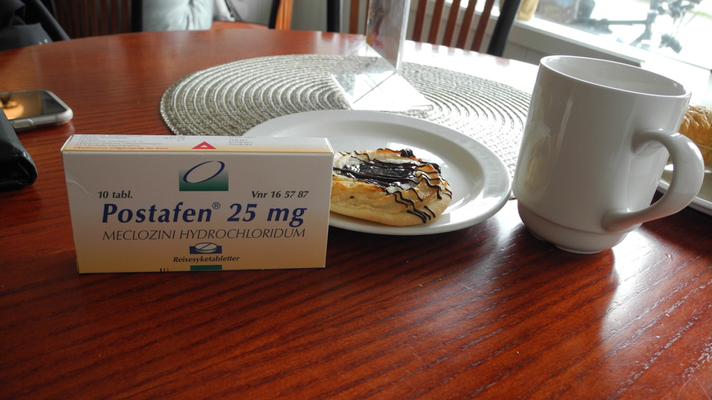 10 tabl.
Vnr 16 57 87
Postafen® 25 mg
MECLOZINI HYDROCHLORIDUM
Reisesyketabletter